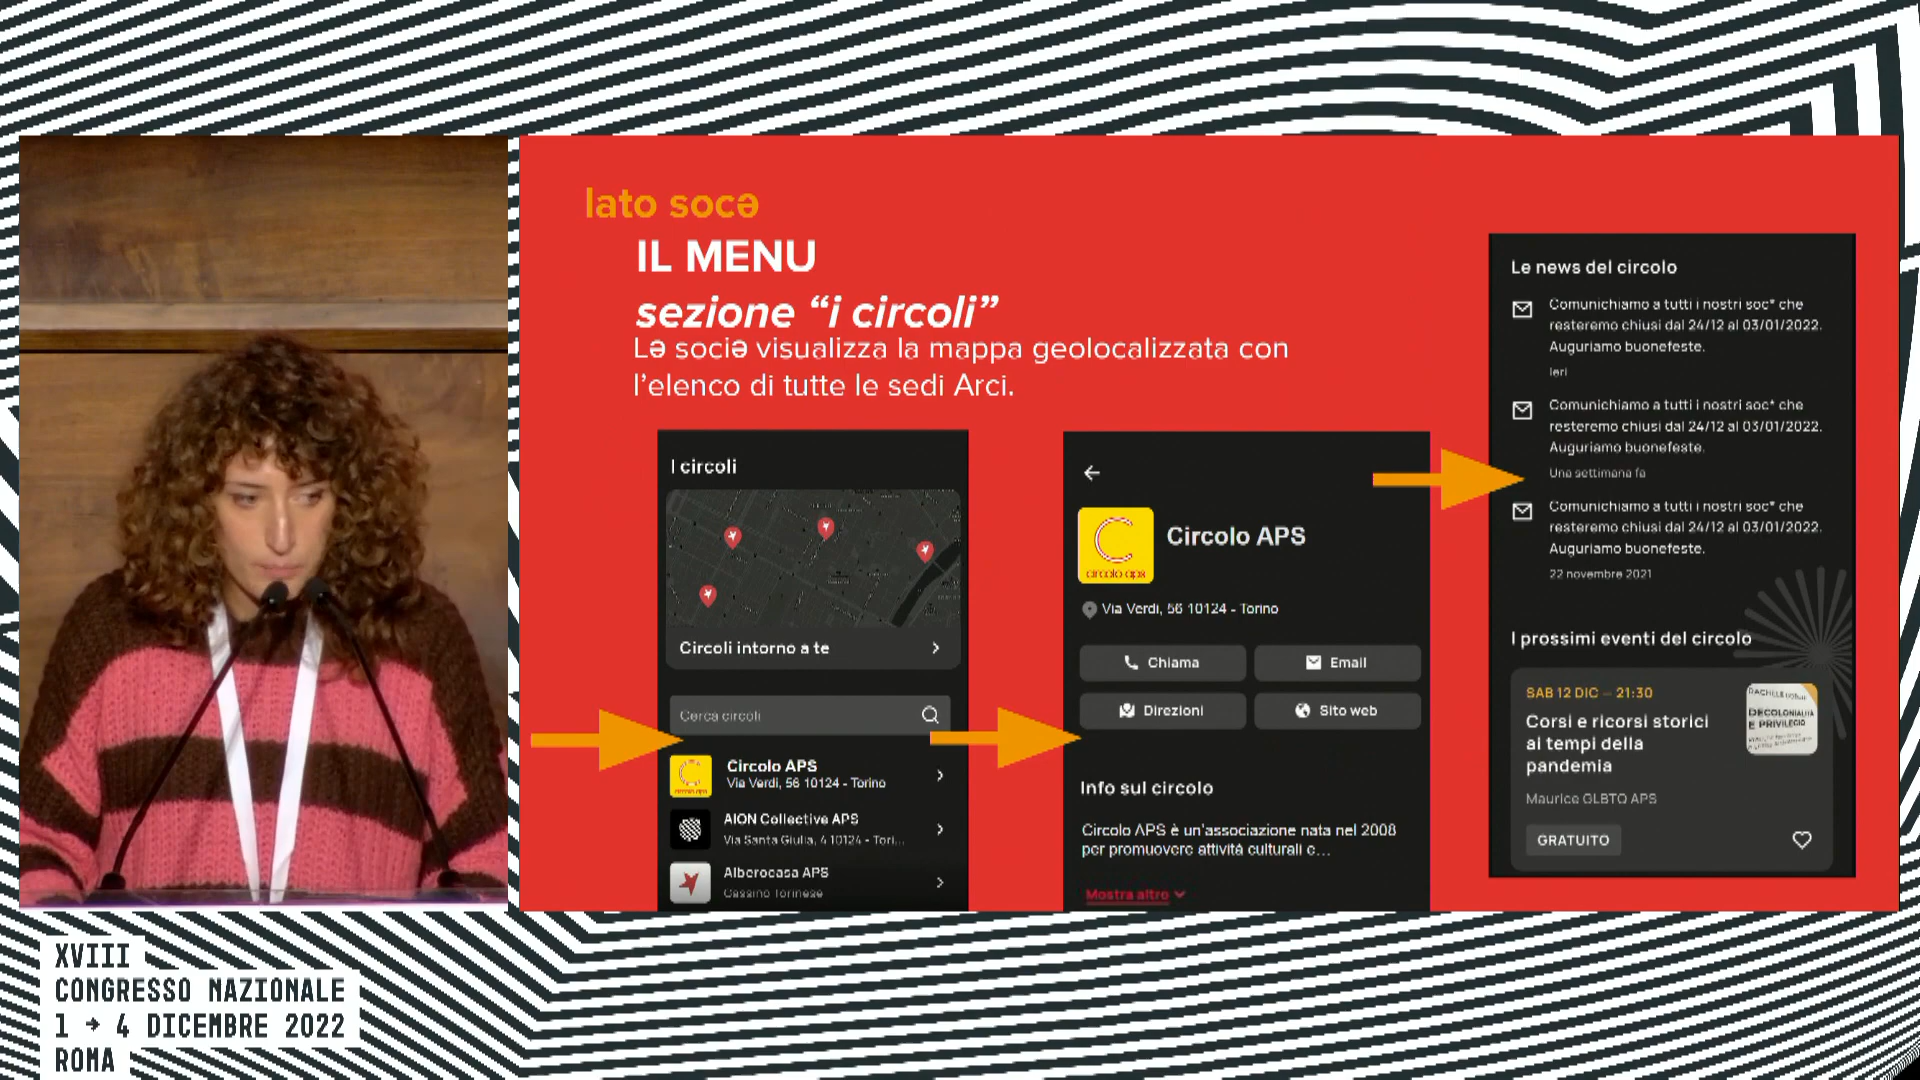 lato socə
IL MENU
sezione “i circoli”
Lə sociə visualizza la mappa geolocalizzata con
l’elenco di tutte le sedi Arci.
I circoli
Circoli intorno a te
Cerca circoli
Circolo APS
Via Verdi, 56 10124 - Torino
AION Collective APS
Via Santa Giulia, 4 10124 - Tori...
Alberocasa APS
Cassino Torinese
circolo aps
Circolo APS
Via Verdi, 56 10124 - Torino
Chiama
Email
Direzioni
Sito web
Info sul circolo
Circolo APS è un’associazione nata nel 2008
per promuovere attività culturali e...
Mostra altro
Le news del circolo
Comunichiamo a tutti i nostri soc* che
resteremo chiusi dal 24/12 al 03/01/2022.
Auguriamo buonefeste.
Ieri
Comunichiamo a tutti i nostri soc* che
resteremo chiusi dal 24/12 al 03/01/2022.
Auguriamo buonefeste.
Una settimana fa
Comunichiamo a tutti i nostri soc* che
resteremo chiusi dal 24/12 al 03/01/2022.
Auguriamo buonefeste.
22 novembre 2021
I prossimi eventi del circolo
SAB 12 DIC – 21:30
Corsi e ricorsi storici
ai tempi della
pandemia
Maurice GLBTQ APS
GRATUITO
RACHELE
DECOLONIALITÀ
E PRIVILEGIO
XVIII
CONGRESSO NAZIONALE
1 → 4 DICEMBRE 2022
ROMA